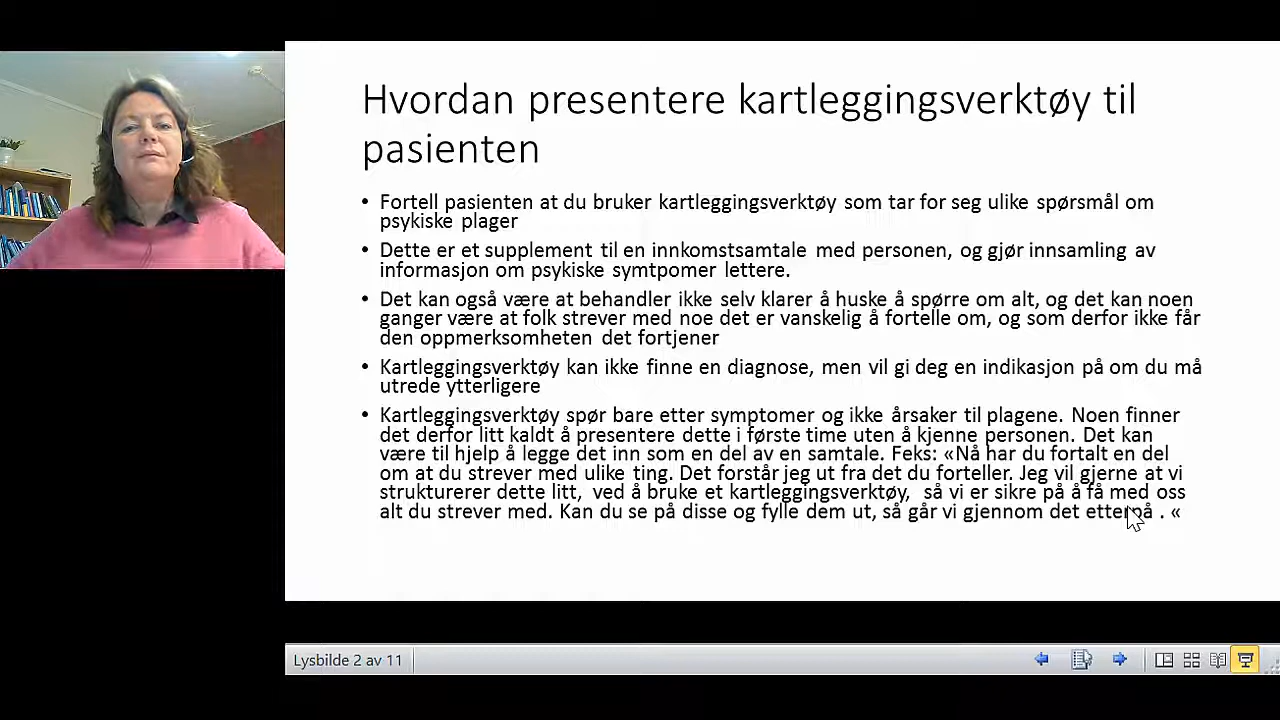 Hvordan presentere kartleggingsverktøy til
pasienten
• Fortell pasienten at du bruker kartleggingsverktøy som tar for seg ulike spørsmål om
psykiske plager
• Dette er et supplement til en innkomstsamtale med personen, og gjør innsamling av
informasjon om psykiske symtpomer lettere.
• Det kan også være at behandler ikke selv klarer å huske å spørre om alt, og det kan noen
ganger være at folk strever med noe det er vanskelig å fortelle om, og som derfor ikke får
den oppmerksomheten det fortjener
• Kartleggingsverktøy kan ikke finne en diagnose, men vil gi deg en indikasjon på om du må
utrede ytterligere
• Kartleggingsverktøy spør bare etter symptomer og ikke årsaker til plagene. Noen finner
det derfor litt kaldt å presentere dette i første time uten å kjenne personen. Det kan
være til hjelp å legge det inn som en del av en samtale. Feks: «Nå har du fortalt en del
om at du strever med ulike ting. Det forstår jeg ut fra det du forteller. Jeg vil gjerne at vi
strukturerer dette litt, ved å bruke et kartleggingsverktøy, så vi er sikre på å få med oss
alt du strever med. Kan du se på disse og fylle dem ut, så går vi gjennom det etterpå . «
Lysbilde 2 av 11